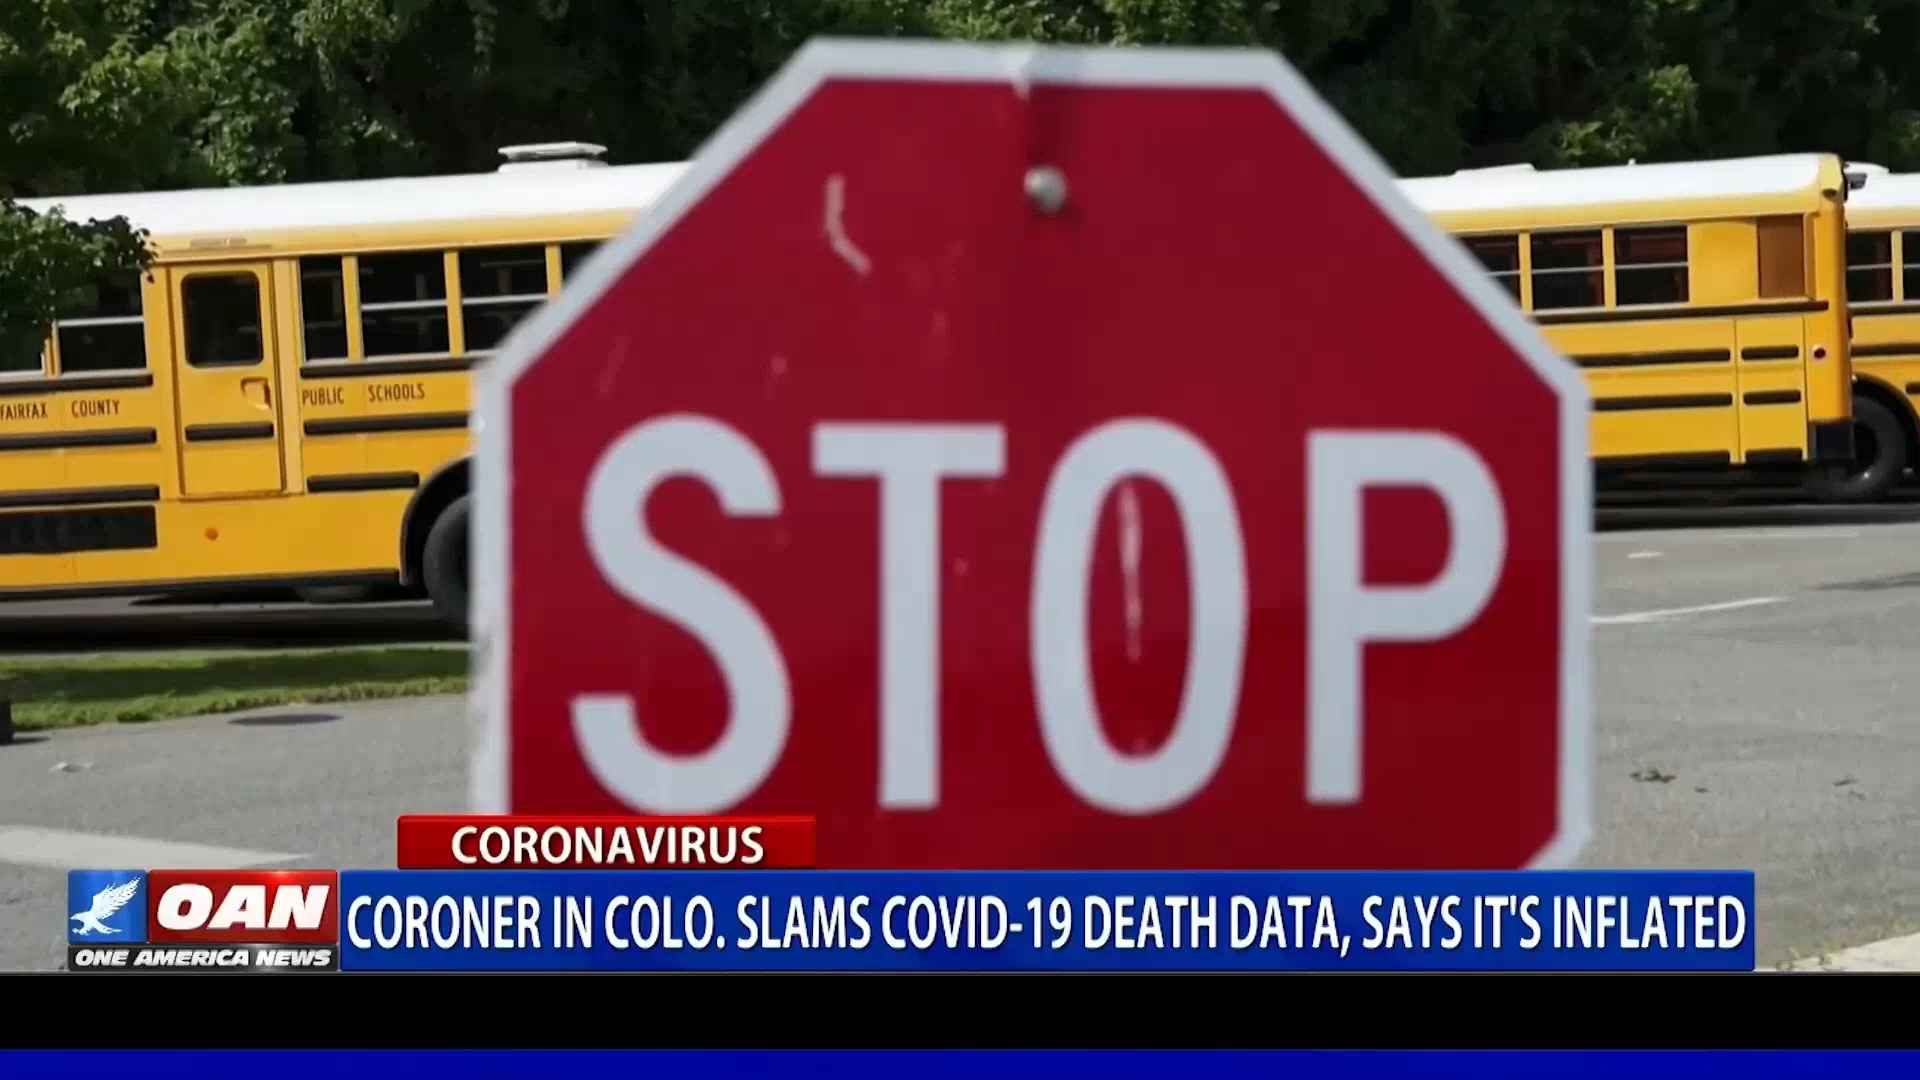 FAIRFAX COUNTY
PUBLIC SCHOOLS
STOP
CORONAVIRUS
OAN
ONE AMERICA NEWS
CORONER IN COLO. SLAMS COVID-19 DEATH DATA, SAYS IT'S INFLATED